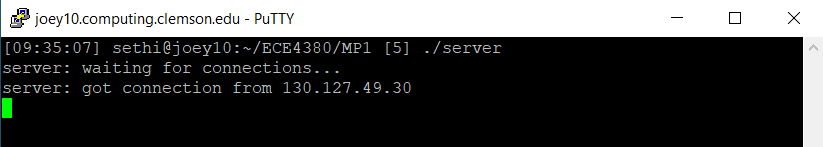 joey10.computing.clemson.edu - PuTTY
[09:35:07] sethi@joey10:~/ECE4380/MP1 [5] ./server
server: waiting for connections...
server: got connection from 130.127.49.30